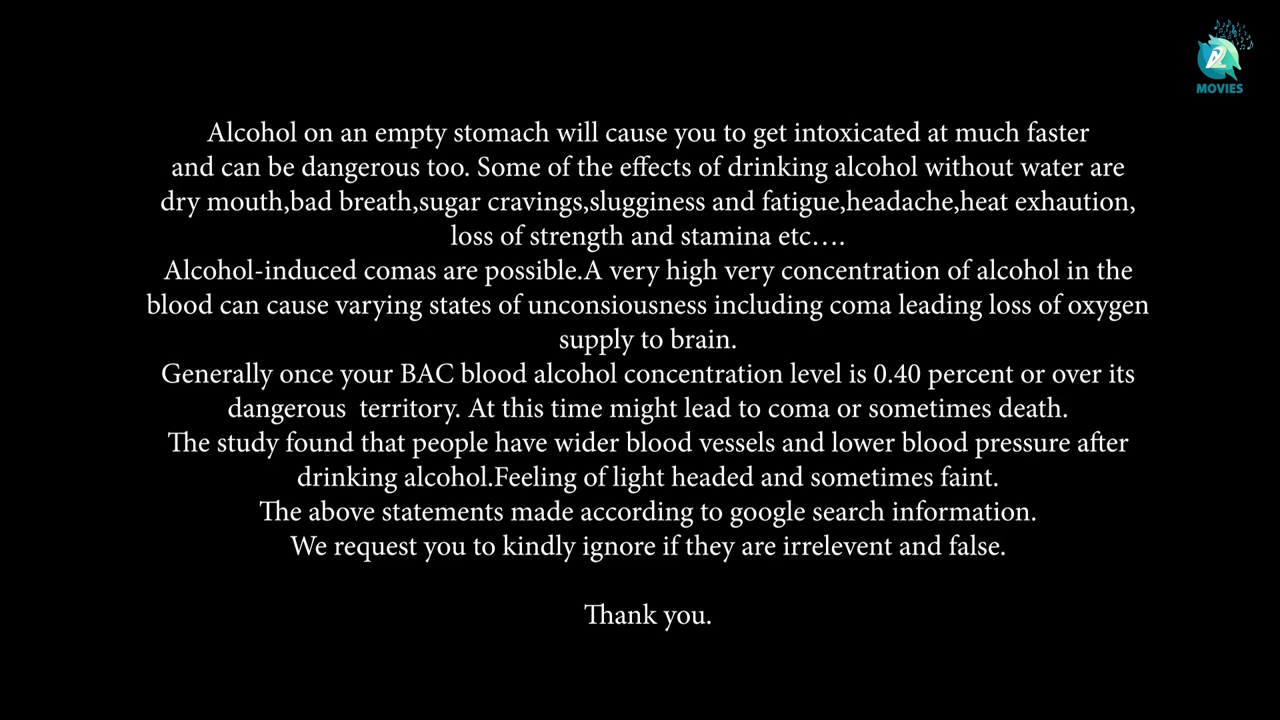 MOVIES
Alcohol on an empty stomach will cause you to get intoxicated at much faster
and can be dangerous too. Some of the effects of drinking alcohol without water are
dry mouth,bad breath,sugar cravings,slugginess and fatigue,headache,heat exhaution,
loss of strength and stamina etc….
Alcohol-induced comas are possible.A very high very concentration of alcohol in the
blood can cause varying states of unconsiousness including coma leading loss of oxygen
supply to brain.
Generally once your BAC blood alcohol concentration level is 0.40 percent or over its
dangerous  territory. At this time might lead to coma or sometimes death.
The study found that people have wider blood vessels and lower blood pressure after
drinking alcohol.Feeling of light headed and sometimes faint.
The above statements made according to google search information.
We request you to kindly ignore if they are irrelevent and false.
Thank you.